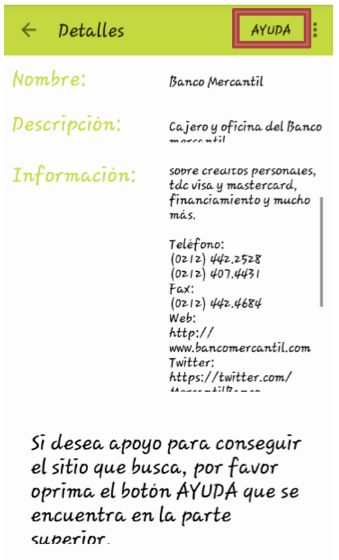 Detalles
AYUDA
Nombre:
Banco Mercantil
Descripción:
Cajero y oficina del Banco
mercantil
Información:
sobre creditos personales,
tdc visa y mastercard,
financiamiento y mucho
más.
Teléfono:
(0212) 442.2528
(0212) 407.4431
Fax:
(0212) 442.4684
Web:
http://
www.bancomercantil.com
Twitter:
https://twitter.com/
MercantilBanco
Si desea apoyo para conseguir
el sitio que busca, por favor
oprima el botón AYUDA que se
encuentra en la parte
superior.